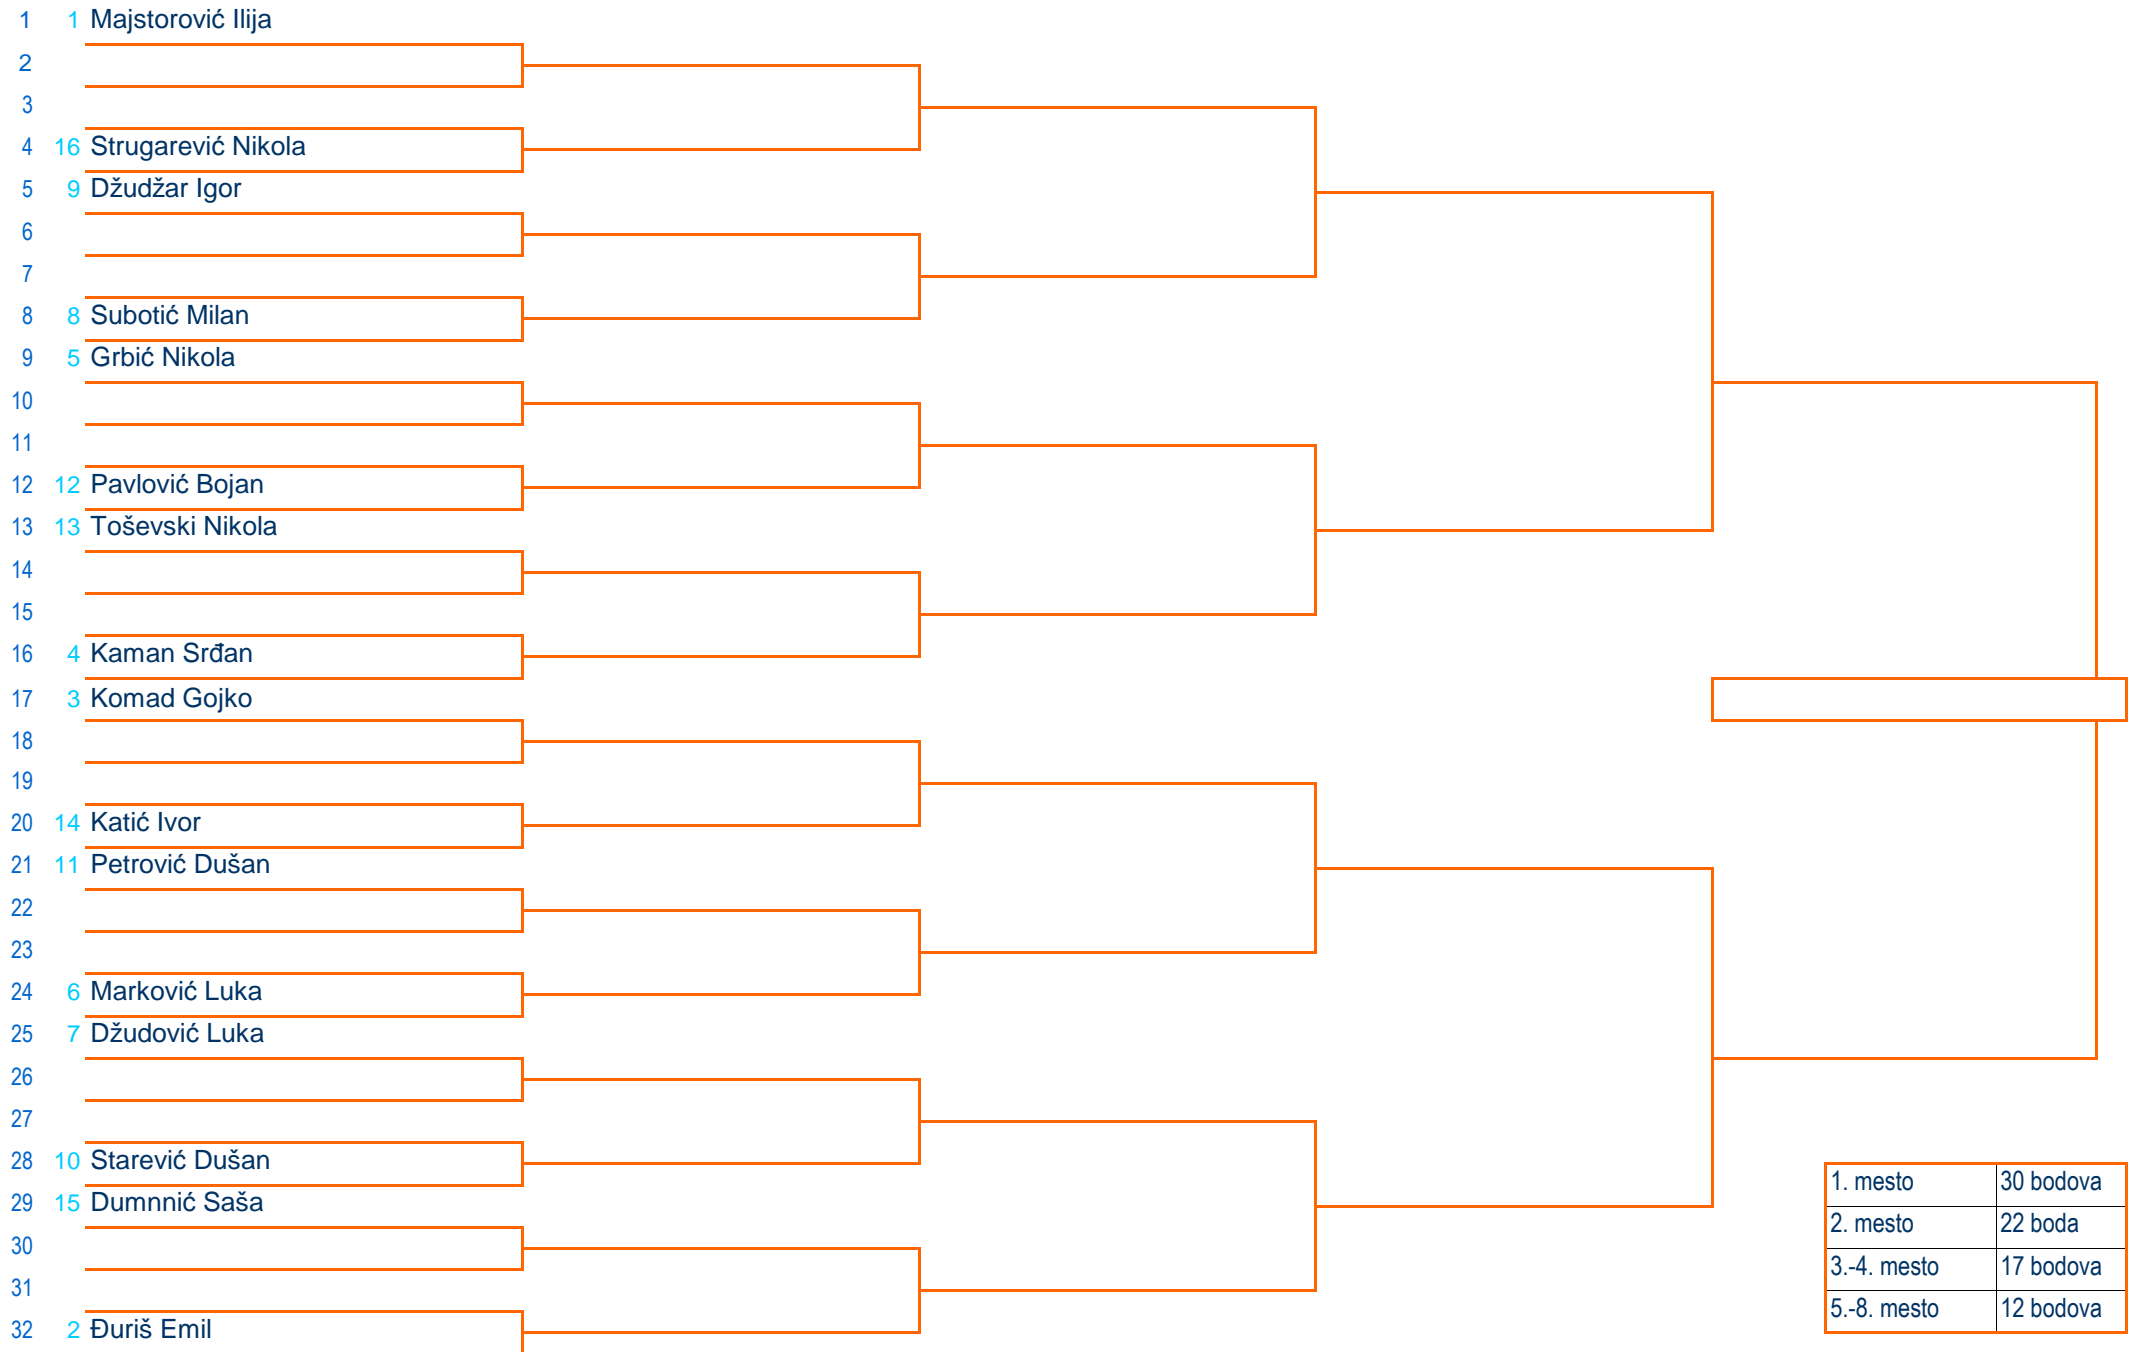 1 1 Majstorović Ilija
2
3
4 16 Strugarević Nikola
5 9 Džudžar Igor
6
7
8 8 Subotić Milan
9 5 Grbić Nikola
10
11
12 12 Pavlović Bojan
13 13 Toševski Nikola
14
15
16 4 Kaman Srđan
17 3 Komad Gojko
18
19
20 14 Katić Ivor
21 11 Petrović Dušan
22
23
24 6 Marković Luka
25 7 Džudović Luka
26
27
28 10 Starević Dušan
29 15 Dumnnić Saša
30
31
32 2 Đuriš Emil
1. mesto 30 bodova
2. mesto 22 boda
3.-4. mesto 17 bodova
5.-8. mesto 12 bodova